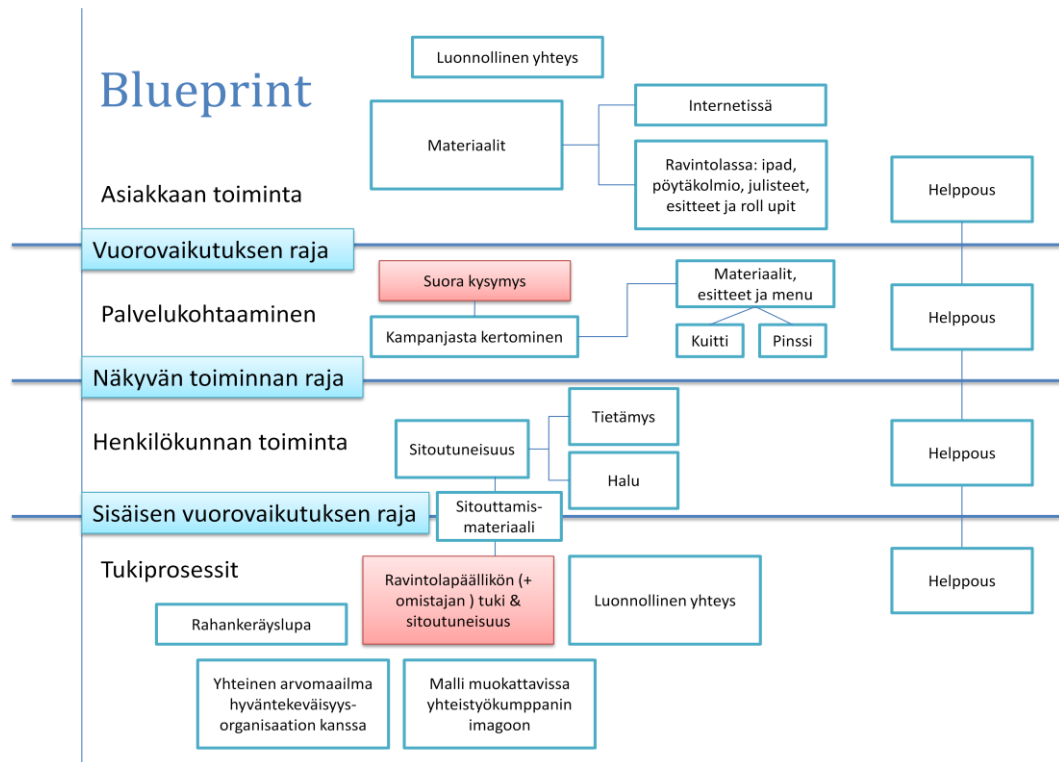 Blueprint
Luonnollinen yhteys
Materiaalit
Internetissä
Ravintolassa: ipad,
pöytäkolmio, julisteet,
esitteet ja roll upit
Helppous
Asiakkaan toiminta
Vuorovaikutuksen raja
Suora kysymys
Materiaalit,
esitteet ja menu
Palvelukohtaaminen
Kampanjasta kertominen
Kuitti
Pinssi
Helppous
Näkyvän toiminnan raja
Henkilökunnan toiminta
Sitoutuneisuus
Tietämys
Halu
Helppous
Sisäisen vuorovaikutuksen raja
Sitouttamis-
materiaali
Tukiprosessit
Ravintolapäällikön (+
omistajan ) tuki &
sitoutuneisuus
Luonnollinen yhteys
Helppous
Rahankeräyslupa
Yhteinen arvomaailma
hyväntekeväisyys-
organisaation kanssa
Malli muokattavissa
yhteistyökumppanin
imagoon